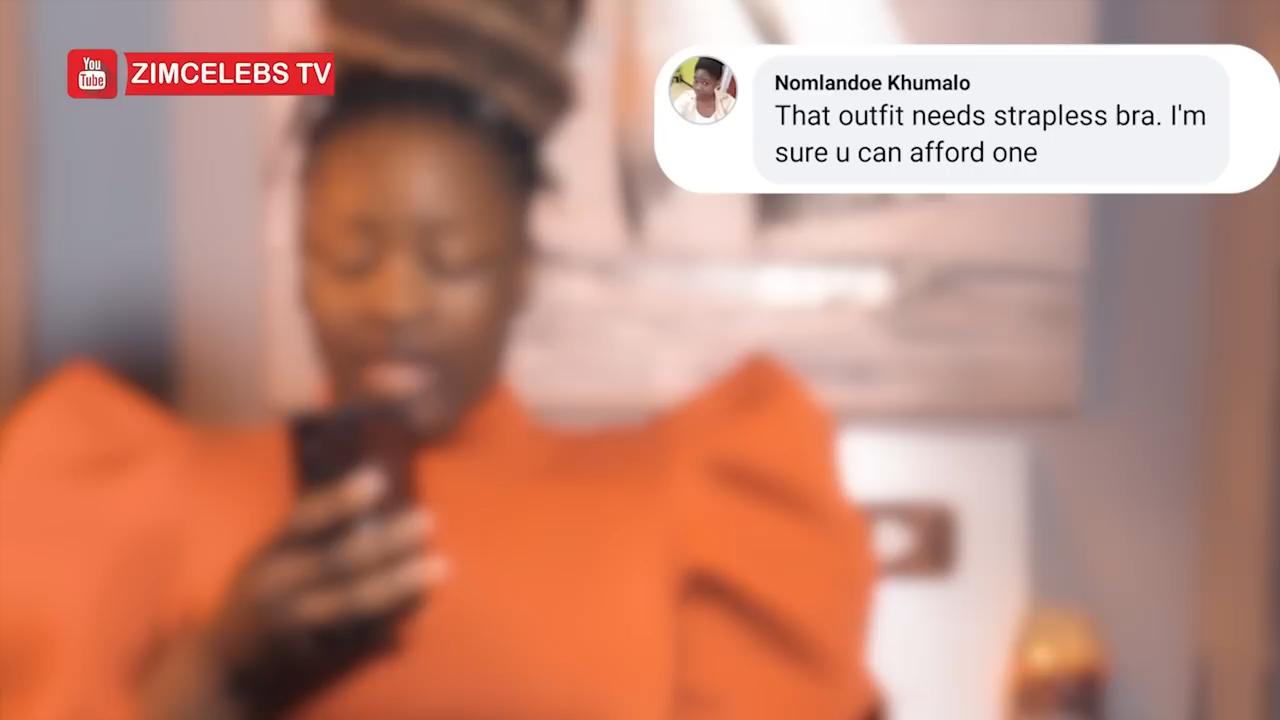 You
Tube
ZIMCELEBS TV
Nomlandoe Khumalo
That outfit needs strapless bra. I'm
sure u can afford one